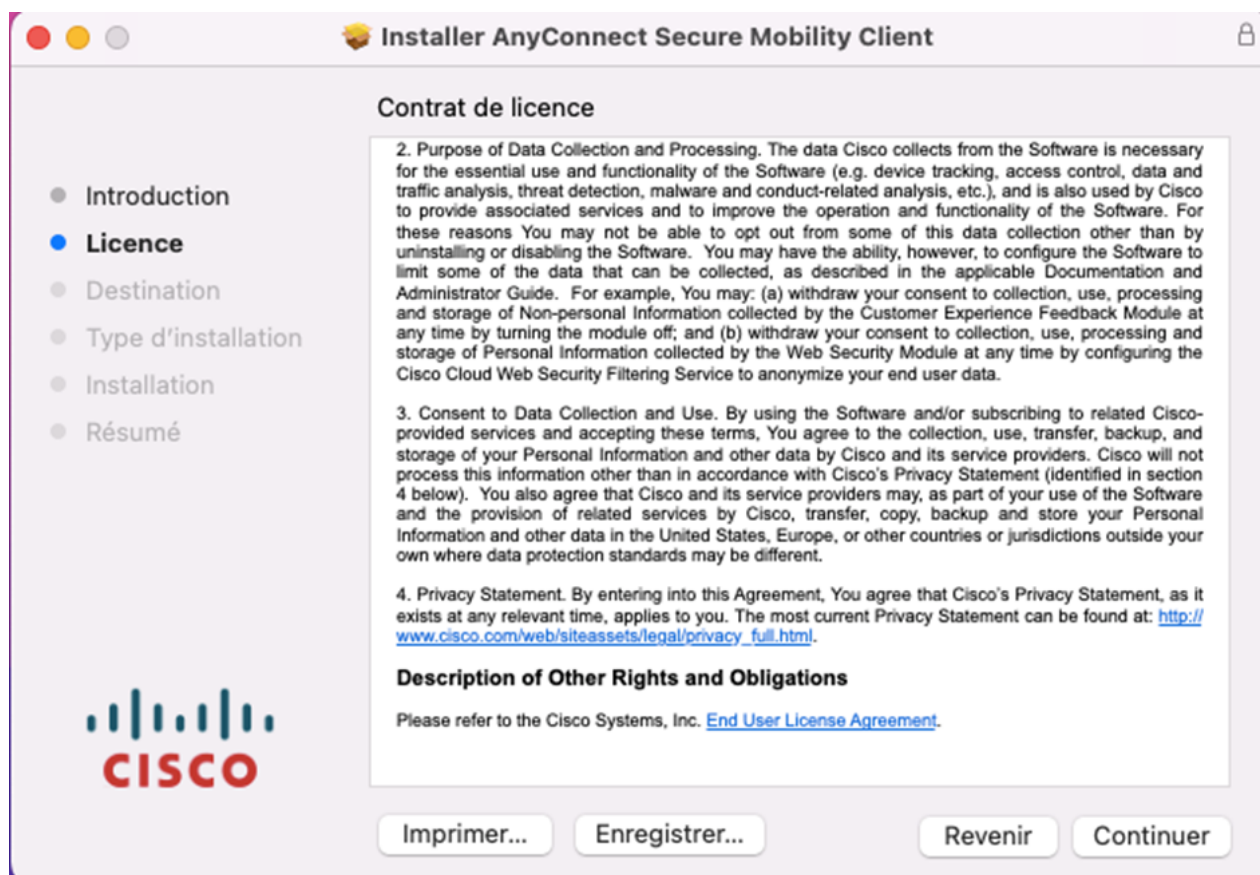 Installer AnyConnect Secure Mobility Client
Contrat de licence
Introduction
Licence
Destination
Type d'installation
Installation
Résumé
2. Purpose of Data Collection and Processing. The data Cisco collects from the Software is necessary
for the essential use and functionality of the Software (e.g. device tracking, access control, data and
traffic analysis, threat detection, malware and conduct-related analysis, etc.), and is also used by Cisco
to provide associated services and to improve the operation and functionality of the Software. For
these reasons You may not be able to opt out from some of this data collection other than by
uninstalling or disabling the Software. You may have the ability, however, to configure the Software to
limit some of the data that can be collected, as described in the applicable Documentation and
Administrator Guide. For example, You may: (a) withdraw your consent to collection, use, processing
and storage of Non-personal Information collected by the Customer Experience Feedback Module at
any time by turning the module off; and (b) withdraw your consent to collection, use, processing and
storage of Personal Information collected by the Web Security Module at any time by configuring the
Cisco Cloud Web Security Filtering Service to anonymize your end user data.
3. Consent to Data Collection and Use. By using the Software and/or subscribing to related Cisco-
provided services and accepting these terms, You agree to the collection, use, transfer, backup, and
storage of your Personal Information and other data by Cisco and its service providers. Cisco will not
process this information other than in accordance with Cisco's Privacy Statement (identified in section
4 below). You also agree that Cisco and its service providers may, as part of your use of the Software
and the provision of related services by Cisco, transfer, copy, backup and store your Personal
Information and other data in the United States, Europe, or other countries or jurisdictions outside your
own where data protection standards may be different.
4. Privacy Statement. By entering into this Agreement, You agree that Cisco's Privacy Statement, as it
exists at any relevant time, applies to you. The most current Privacy Statement can be found at: http://
www.cisco.com/web/siteassets/legal/privacy_full.html.
Description of Other Rights and Obligations
Please refer to the Cisco Systems, Inc. End User License Agreement.
CISCO
Imprimer...
Enregistrer...
Revenir
Continuer